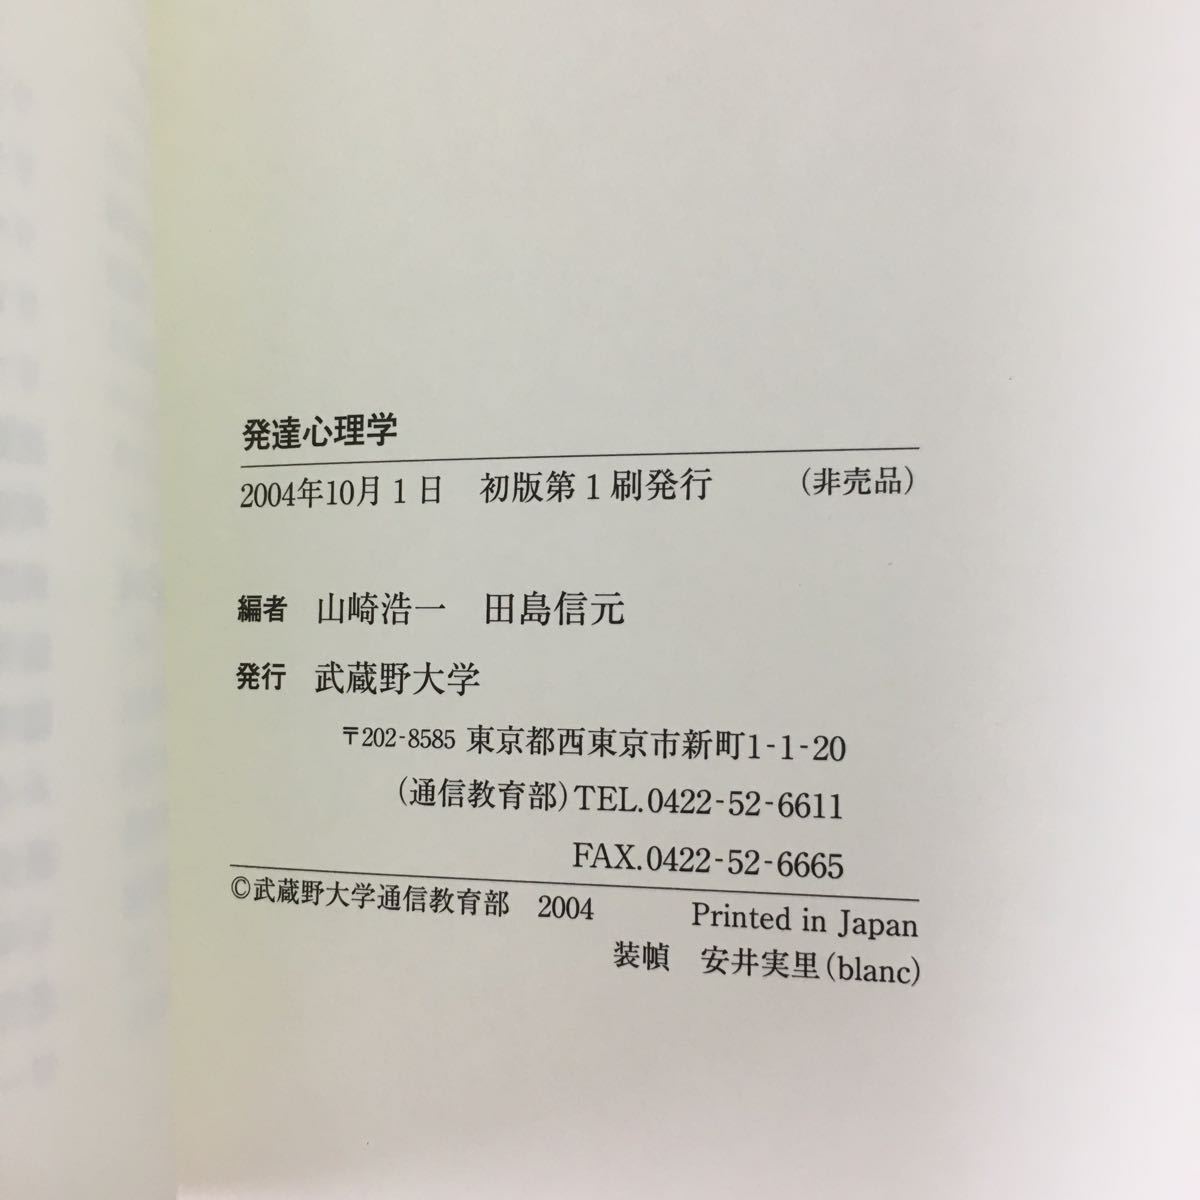 発達心理学
2004年10月1日　初版第1刷発行　（非売品）
編者　山崎浩一　田島信元
発行　武蔵野大学
〒202-8585 東京都西東京市新町1-1-20
（通信教育部）TEL.0422-52-6611
FAX.0422-52-6665
©武蔵野大学通信教育部　2004　Printed in Japan
装幀　安井実里（blanc）